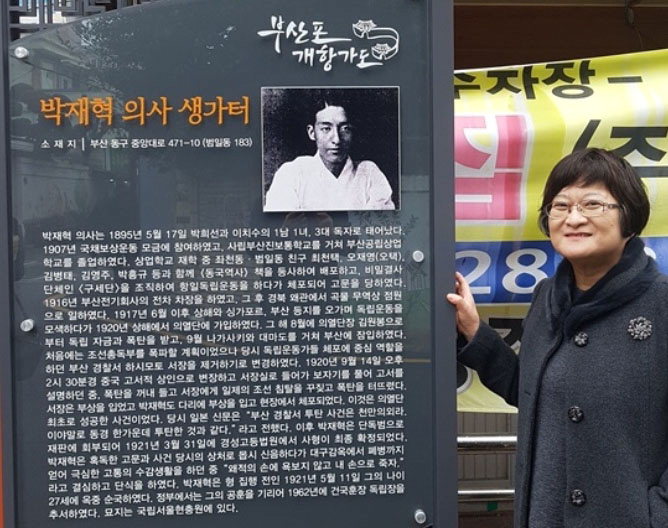 부산포
개항가도
박재혁 의사 생가터
소 재 지 | 부산 동구 중앙대로 471-10 (범일동 183)
박재혁 의사는 1895년 5월 17일 박희선과 이치수의 1남 1녀, 3대 독자로 태어났다.
1907년 국채보상운동 모금에 참여하였고, 사립부산진보통학교를 거쳐 부산공립상업
학교를 졸업하였다. 상업학교 재학 중 좌천동·범일동 친구 최천택, 오재영(오택),
김병태, 김영주, 박흥규 등과 함께 <동국역사> 책을 등사하여 배포하고, 비밀결사
단체인 <구세단>을 조직하여 항일독립운동을 하다가 체포되어 고문을 당하였다.
1916년 부산전기회사의 전차 차장을 하였고, 그 후 경북 왜관에서 곡물 무역상 점원
으로 일하였다. 1917년 6월 이후 상해와 싱가포르, 부산 등지를 오가며 독립운동을
모색하다가 1920년 상해에서 의열단에 가입하였다. 그 해 8월에 의열단장 김원봉으로
부터 독립 자금과 폭탄을 받고, 9월 나가사키와 대마도를 거쳐 부산에 잠입하였다.
처음에는 조선총독부를 폭파할 계획이었으나 당시 독립운동가들 체포에 중심 역할을
하던 부산 경찰서 하시모토 서장을 제거하기로 변경하였다. 1920년 9월 14일 오후
2시 30분경 중국 고서적 상인으로 변장하고 서장실로 들어가 보자기를 풀어 고서를
설명하던 중, 폭탄을 꺼내 들고 서장에게 일제의 조선 침탈을 꾸짖고 폭탄을 터뜨렸다.
서장은 부상을 입었고 박재혁도 다리에 부상을 입고 현장에서 체포되었다. 이것은 의열단
최초로 성공한 사건이었다. 당시 일본 신문은 “부산 경찰서 투탄 사건은 천만의외라.
이야말로 동경 한가운데 투탄한 것과 같다.”라고 전했다. 이후 박재혁은 단독범으로
재판에 회부되어 1921년 3월 31일에 경성고등법원에서 사형이 최종 확정되었다.
박재혁은 혹독한 고문과 사건 당시의 상처로 몹시 신음하다가 대구감옥에서 폐병까지
얻어 극심한 고통의 수감생활을 하던 중 “왜적의 손에 욕보지 않고 내 손으로 죽자.”
라고 결심하고 단식을 하였다. 박재혁은 형 집행 전인 1921년 5월 11일 그의 나이
27세에 옥중 순국하였다. 정부에서는 그의 공훈을 기리어 1962년에 건국훈장 독립장을
추서하였다. 묘지는 국립서울현충원에 있다.
수자장-
28